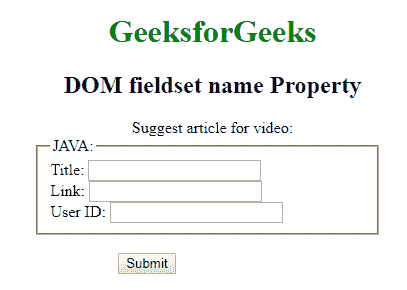 GeeksforGeeks
DOM fieldset name Property
Suggest article for video:
JAVA:
Title:
Link:
User ID:
Submit